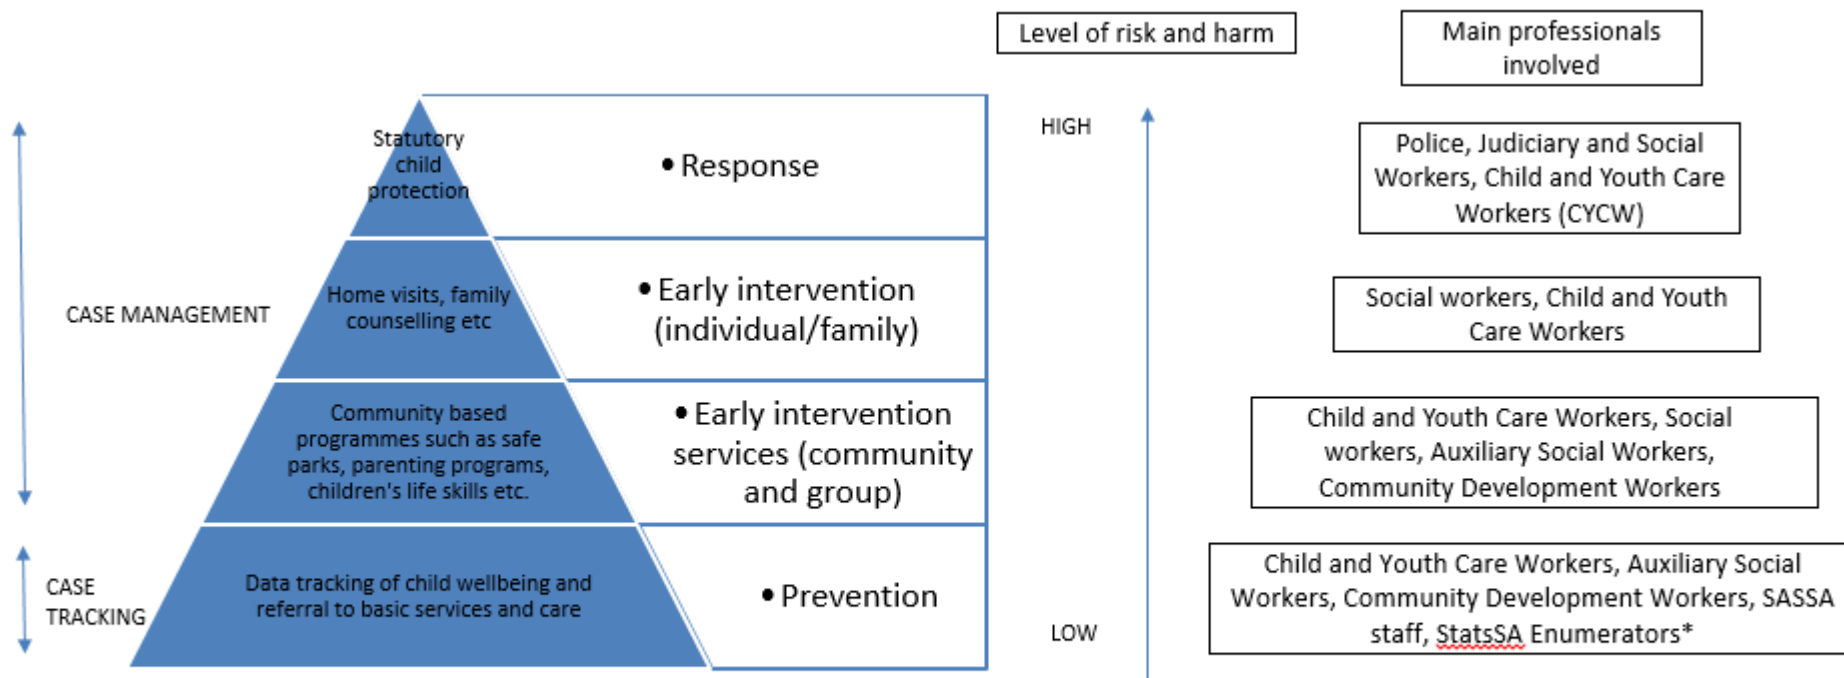 Level of risk and harm
Main professionals
involved
HIGH
Statutory
child
protection
• Response
Police, Judiciary and Social
Workers, Child and Youth Care
Workers (CYCW)
CASE MANAGEMENT
Home visits, family
counselling etc
• Early intervention
(individual/family)
Social workers, Child and Youth
Care Workers
Community based
programmes such as safe
parks, parenting programs,
children's life skills etc.
• Early intervention
services (community
and group)
Child and Youth Care Workers, Social
workers, Auxiliary Social Workers,
Community Development Workers
CASE
TRACKING
Data tracking of child wellbeing and
referral to basic services and care
• Prevention
LOW
Child and Youth Care Workers, Auxiliary Social
Workers, Community Development Workers, SASSA
staff, StatsSA Enumerators*